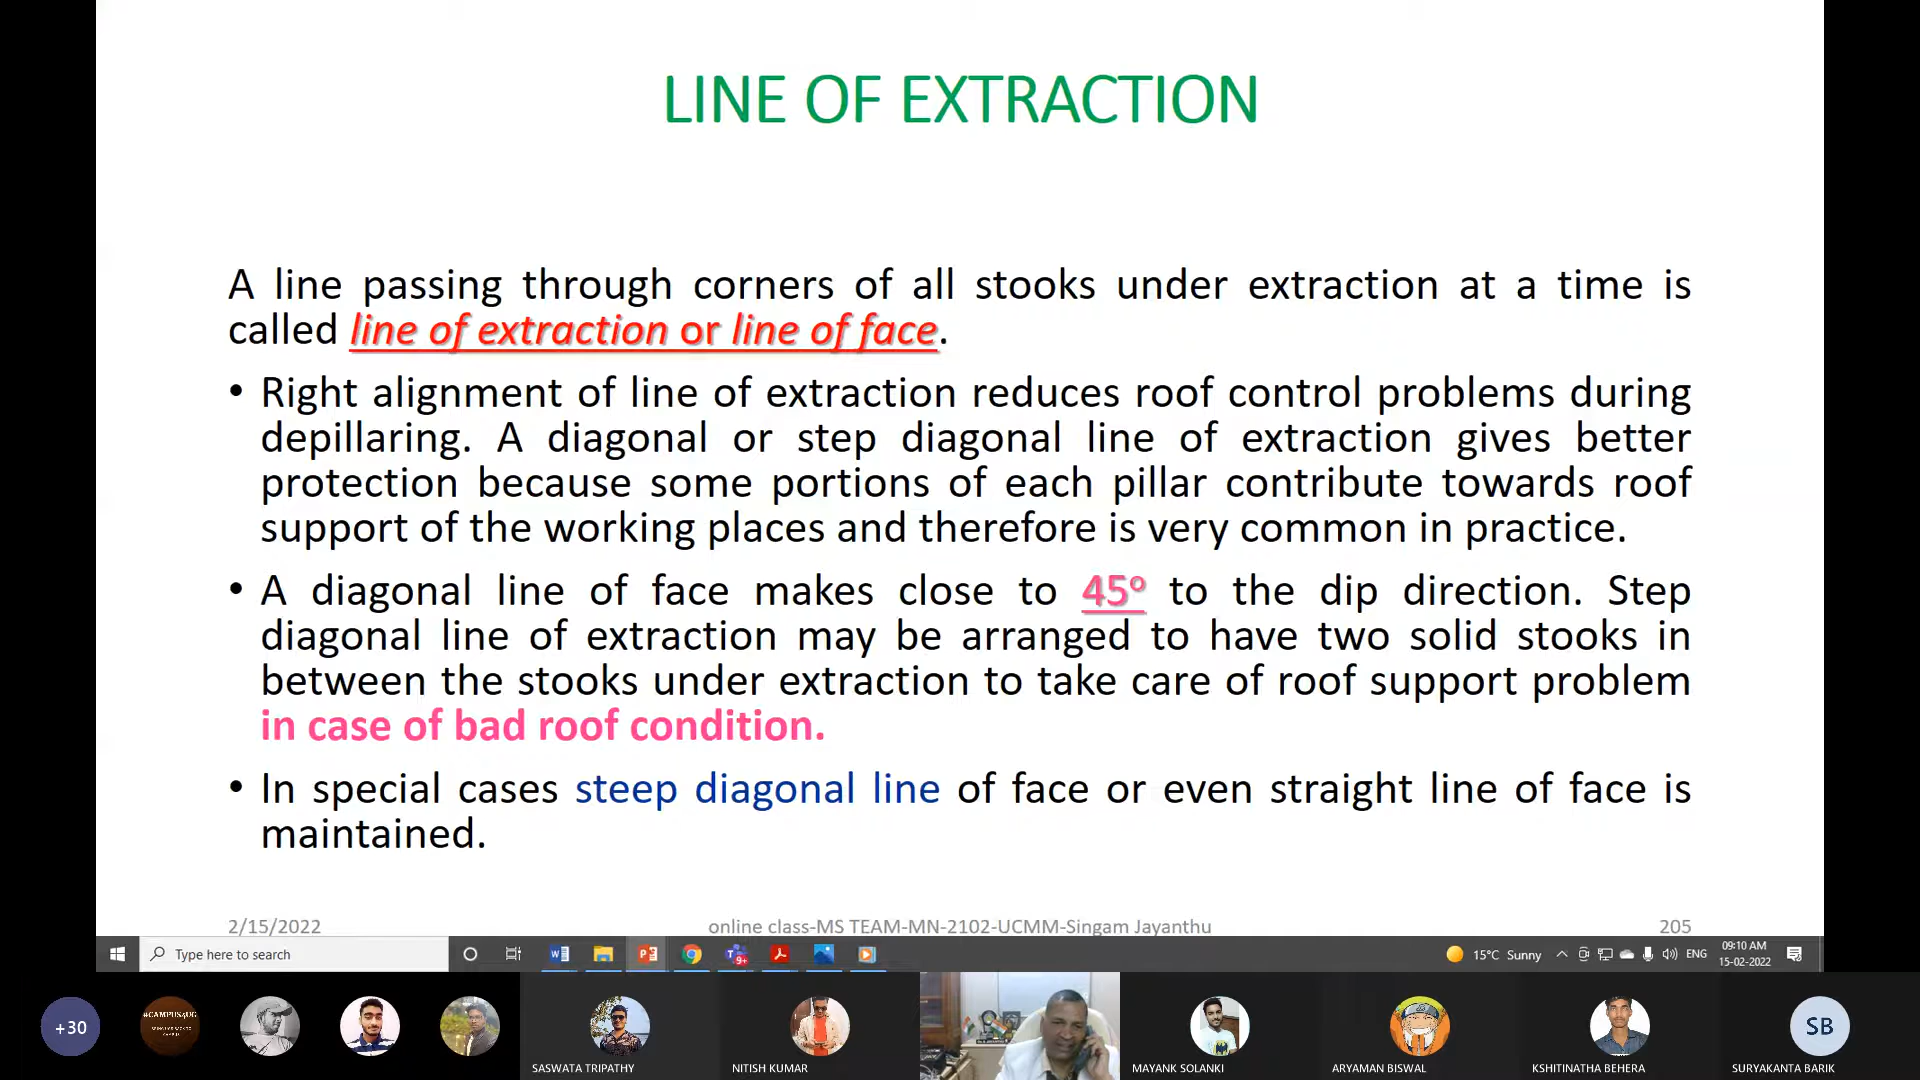 LINE OF EXTRACTION
A line passing through corners of all stooks under extraction at a time is
called line of extraction or line of face.
• Right alignment of line of extraction reduces roof control problems during
depillaring. A diagonal or step diagonal line of extraction gives better
protection because some portions of each pillar contribute towards roof
support of the working places and therefore is very common in practice.
• A diagonal line of face makes close to 45° to the dip direction. Step
diagonal line of extraction may be arranged to have two solid stooks in
between the stooks under extraction to take care of roof support problem
in case of bad roof condition.
• In special cases steep diagonal line of face or even straight line of face is
maintained.
2/15/2022 online class-MS TEAM-MN-2102-UCMM-Singam Jayanthu 205
Type here to search 9+ 15°C Sunny ENG 09:10 AM
15-02-2022
+30 #CAMPUS4UG SB
SASWATA TRIPATHY NITISH KUMAR MAYANK SOLANKI ARYAMAN BISWAL KSHITINATHA BEHERA SURYAKANTA BARIK